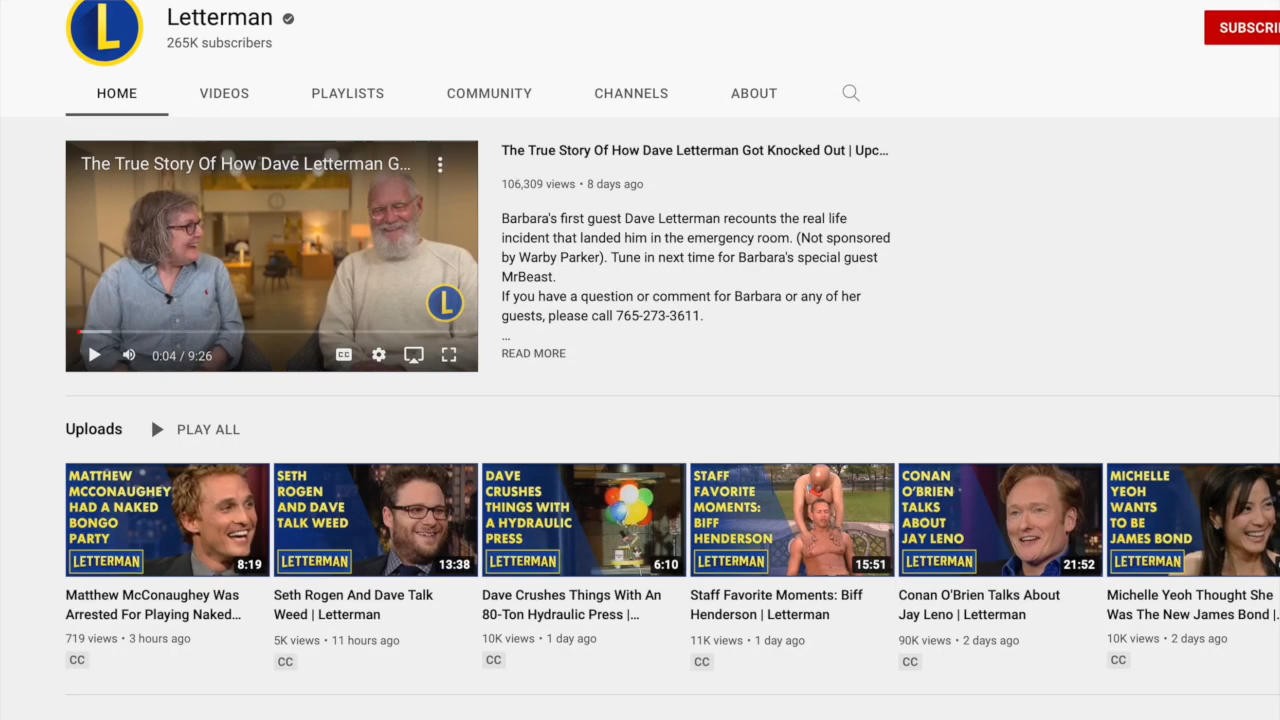 L
Letterman
265K subscribers
SUBSCRI
HOME VIDEOS PLAYLISTS COMMUNITY CHANNELS ABOUT
The True Story Of How Dave Letterman G...
L
0:04 / 9:26
CC
The True Story Of How Dave Letterman Got Knocked Out | Upc...
106,309 views • 8 days ago
Barbara's first guest Dave Letterman recounts the real life
incident that landed him in the emergency room. (Not sponsored
by Warby Parker). Tune in next time for Barbara's special guest
MrBeast.
If you have a question or comment for Barbara or any of her
guests, please call 765-273-3611.
...
READ MORE
Uploads PLAY ALL
MATTHEW
MCCONAUGHEY
HAD A NAKED
BONGO
PARTY
LETTERMAN
8:19
Matthew McConaughey Was
Arrested For Playing Naked...
719 views • 3 hours ago
CC
SETH
ROGEN
AND DAVE
TALK WEED
LETTERMAN
13:38
Seth Rogen And Dave Talk
Weed | Letterman
5K views • 11 hours ago
CC
DAVE
CRUSHES
THINGS WITH
A HYDRAULIC
PRESS
LETTERMAN
6:10
Dave Crushes Things With An
80-Ton Hydraulic Press |...
10K views • 1 day ago
CC
STAFF
FAVORITE
MOMENTS:
BIFF
HENDERSON
LETTERMAN
15:51
Staff Favorite Moments: Biff
Henderson | Letterman
11K views • 1 day ago
CC
CONAN
O'BRIEN
TALKS
ABOUT
JAY LENO
LETTERMAN
21:52
Conan O'Brien Talks About
Jay Leno | Letterman
90K views • 2 days ago
CC
MICHELLE
YEOH
WANTS
TO BE
JAMES BOND
LETTERMAN
Michelle Yeoh Thought She
Was The New James Bond |.
10K views • 2 days ago
CC